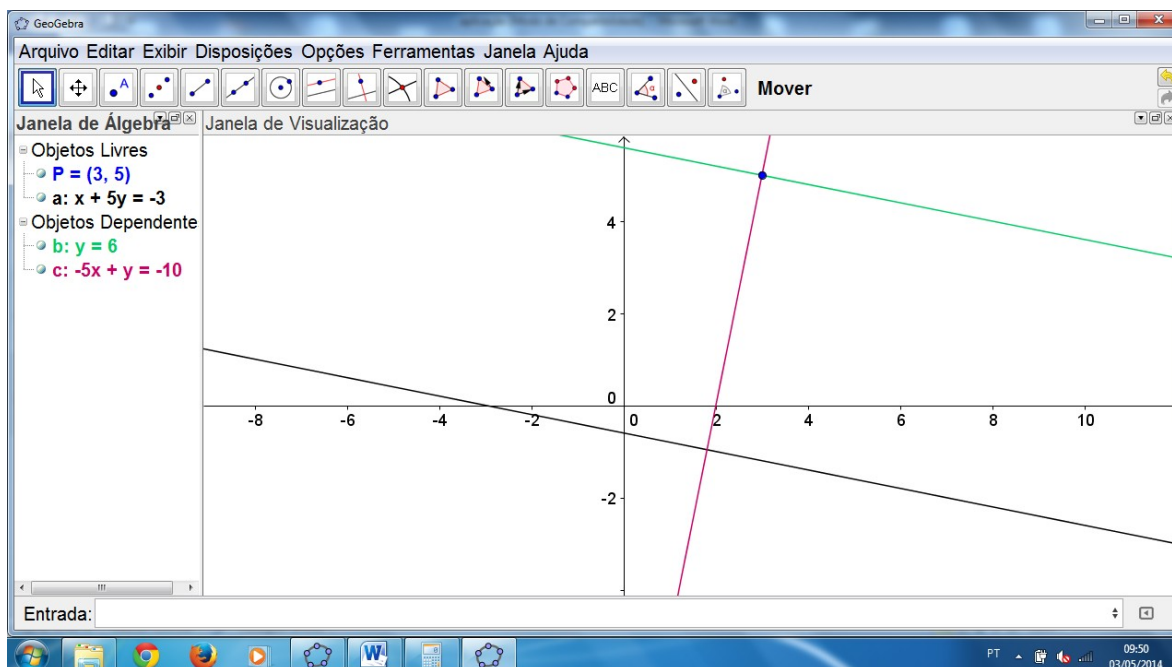 GeoGebra
Arquivo Editar Exibir Disposições Opções Ferramentas Janela Ajuda
A ABC α a Mover
Janela de Álgebra
Janela de Visualização
Objetos Livres
P = (3, 5)
a: x + 5y = -3
Objetos Dependente
b: y = 6
c: -5x + y = -10
4
2
0
-8 -6 -4 -2 0 2 4 6 8 10
-2
Entrada:
W PT 09:50
03/05/2014